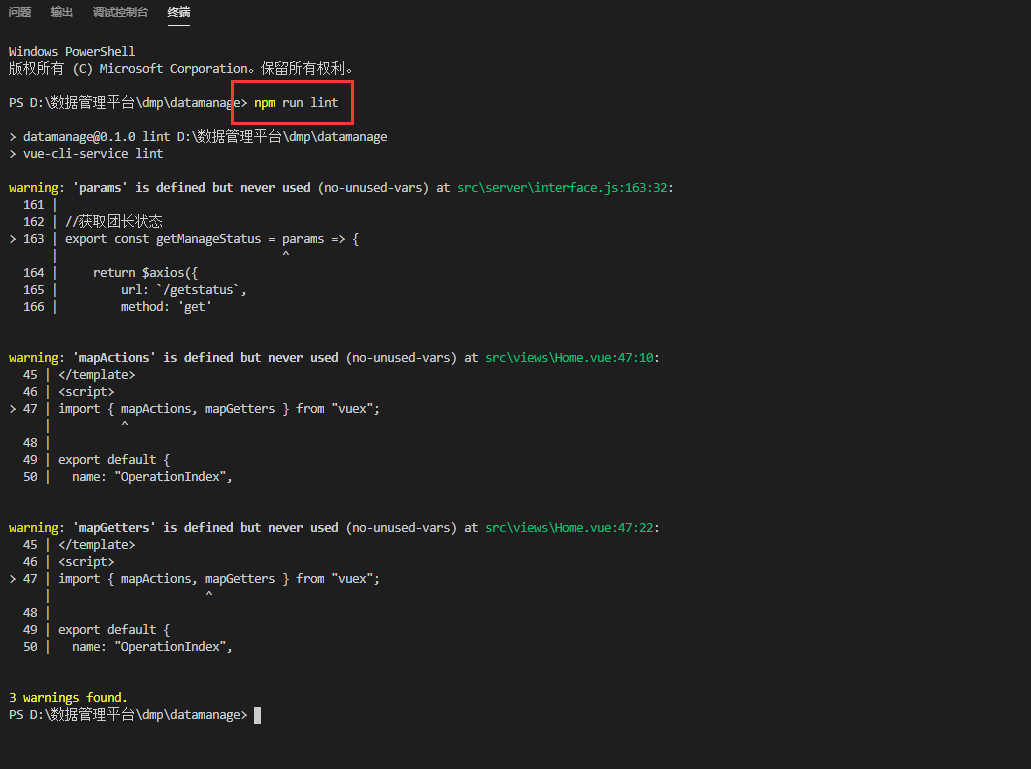 问题 输出 调试控制台 终端
Windows PowerShell
版权所有 (C) Microsoft Corporation。保留所有权利。
PS D:\数据管理平台\dmp\datamanage> npm run lint
> datamanage@0.1.0 lint D:\数据管理平台\dmp\datamanage
> vue-cli-service lint
warning: 'params' is defined but never used (no-unused-vars) at src\server\interface.js:163:32:
161 |
162 | //获取团长状态
> 163 | export const getManageStatus = params => {
| ^
164 | return $axios({
165 | url: `/getstatus`,
166 | method: 'get'
warning: 'mapActions' is defined but never used (no-unused-vars) at src\views\Home.vue:47:10:
45 | </template>
46 | <script>
> 47 | import { mapActions, mapGetters } from "vuex";
| ^
48 |
49 | export default {
50 | name: "OperationIndex",
warning: 'mapGetters' is defined but never used (no-unused-vars) at src\views\Home.vue:47:22:
45 | </template>
46 | <script>
> 47 | import { mapActions, mapGetters } from "vuex";
| ^
48 |
49 | export default {
50 | name: "OperationIndex",
3 warnings found.
PS D:\数据管理平台\dmp\datamanage>